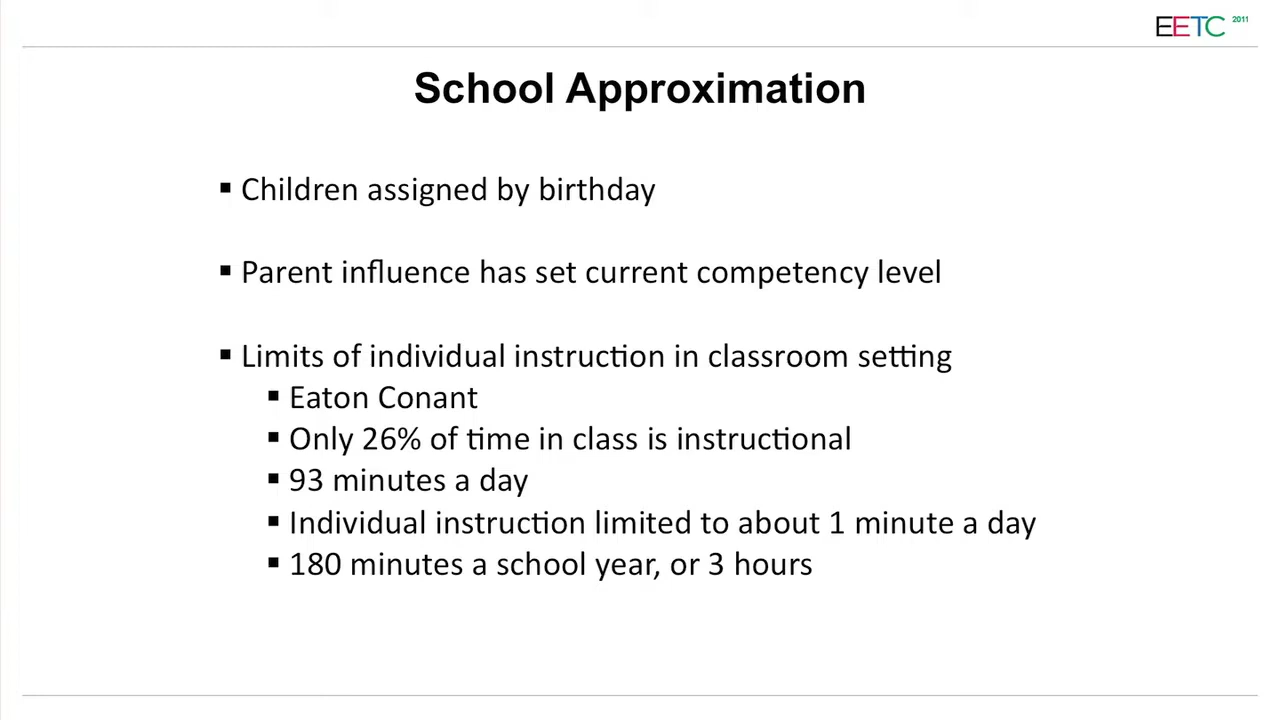 EETC 2011
School Approximation
▪ Children assigned by birthday
▪ Parent influence has set current competency level
▪ Limits of individual instruction in classroom setting
▪ Eaton Conant
▪ Only 26% of time in class is instructional
▪ 93 minutes a day
▪ Individual instruction limited to about 1 minute a day
▪ 180 minutes a school year, or 3 hours